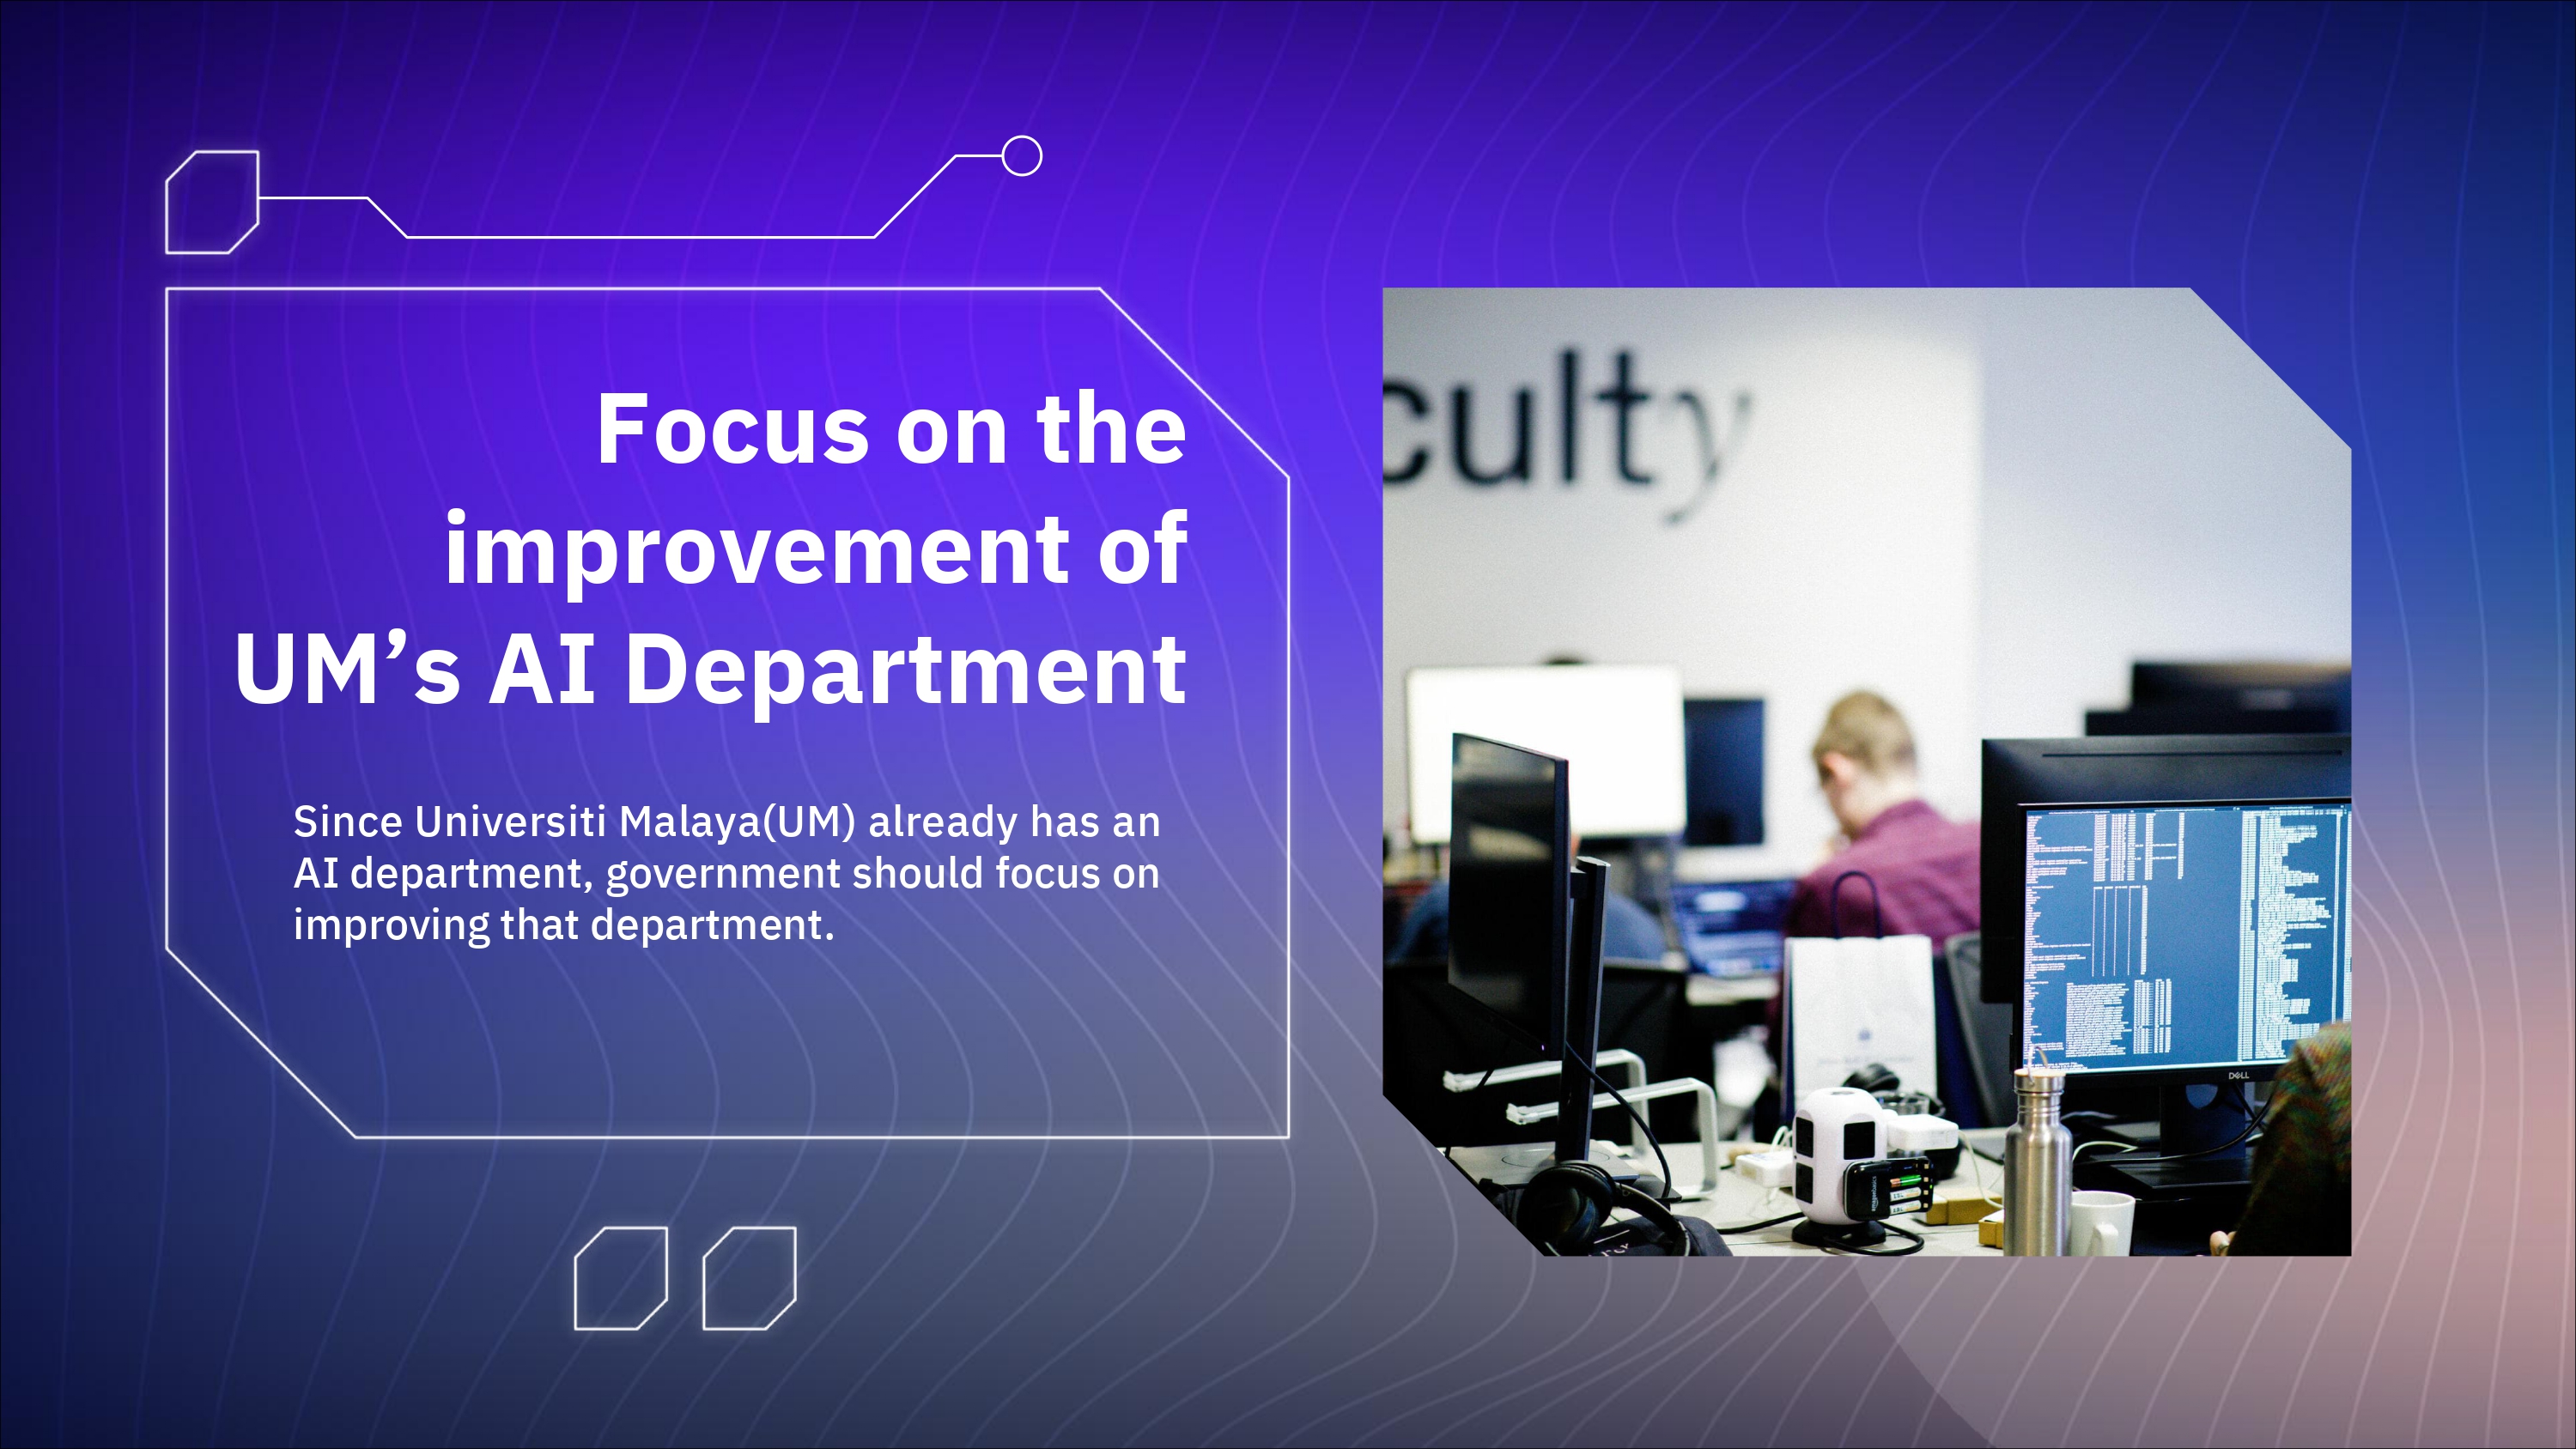 Focus on the
improvement of
UM’s AI Department
Since Universiti Malaya(UM) already has an
AI department, government should focus on
improving that department.
culty
DELL